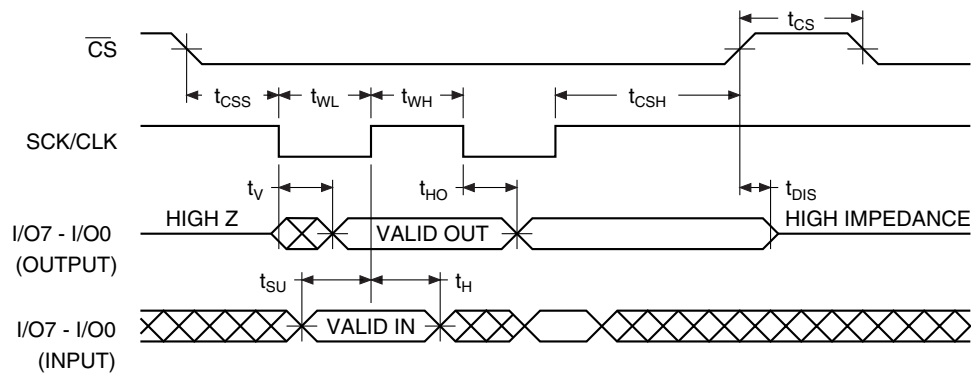 t_CS
CS
t_CSS t_WL t_WH t_CSH
SCK/CLK
t_V t_HO t_DIS
HIGH Z VALID OUT HIGH IMPEDANCE
I/O7 - I/O0
(OUTPUT)
t_SU t_H
I/O7 - I/O0 VALID IN
(INPUT)